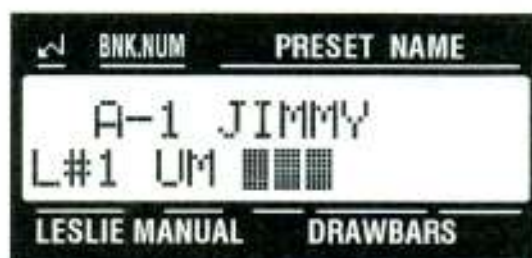 BNK.NUM PRESET NAME
A-1 JIMMY
L#1 UM
LESLIE MANUAL DRAWBARS